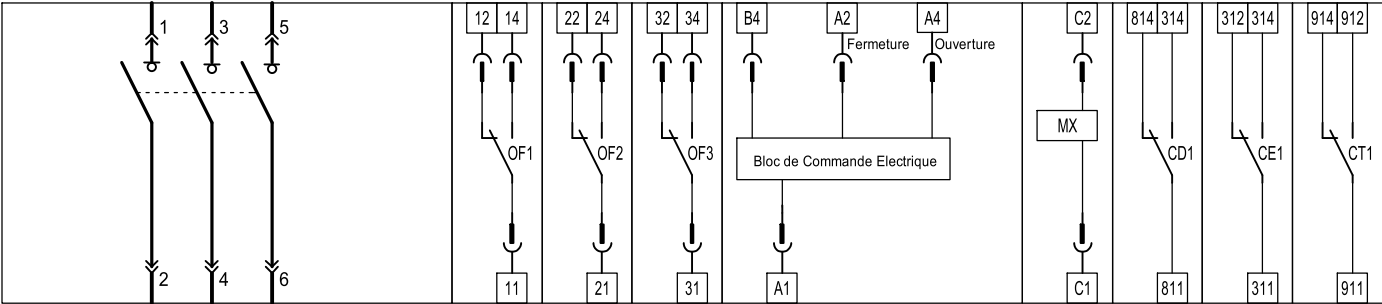 1 3 5 12 14 22 24 32 34 B4 A2 A4 C2 814 314 312 314 914 912
Fermeture Ouverture
MX
OF1 OF2 OF3 Bloc de Commande Electrique CD1 CE1 CT1
2 4 6 11 21 31 A1 C1 811 311 911